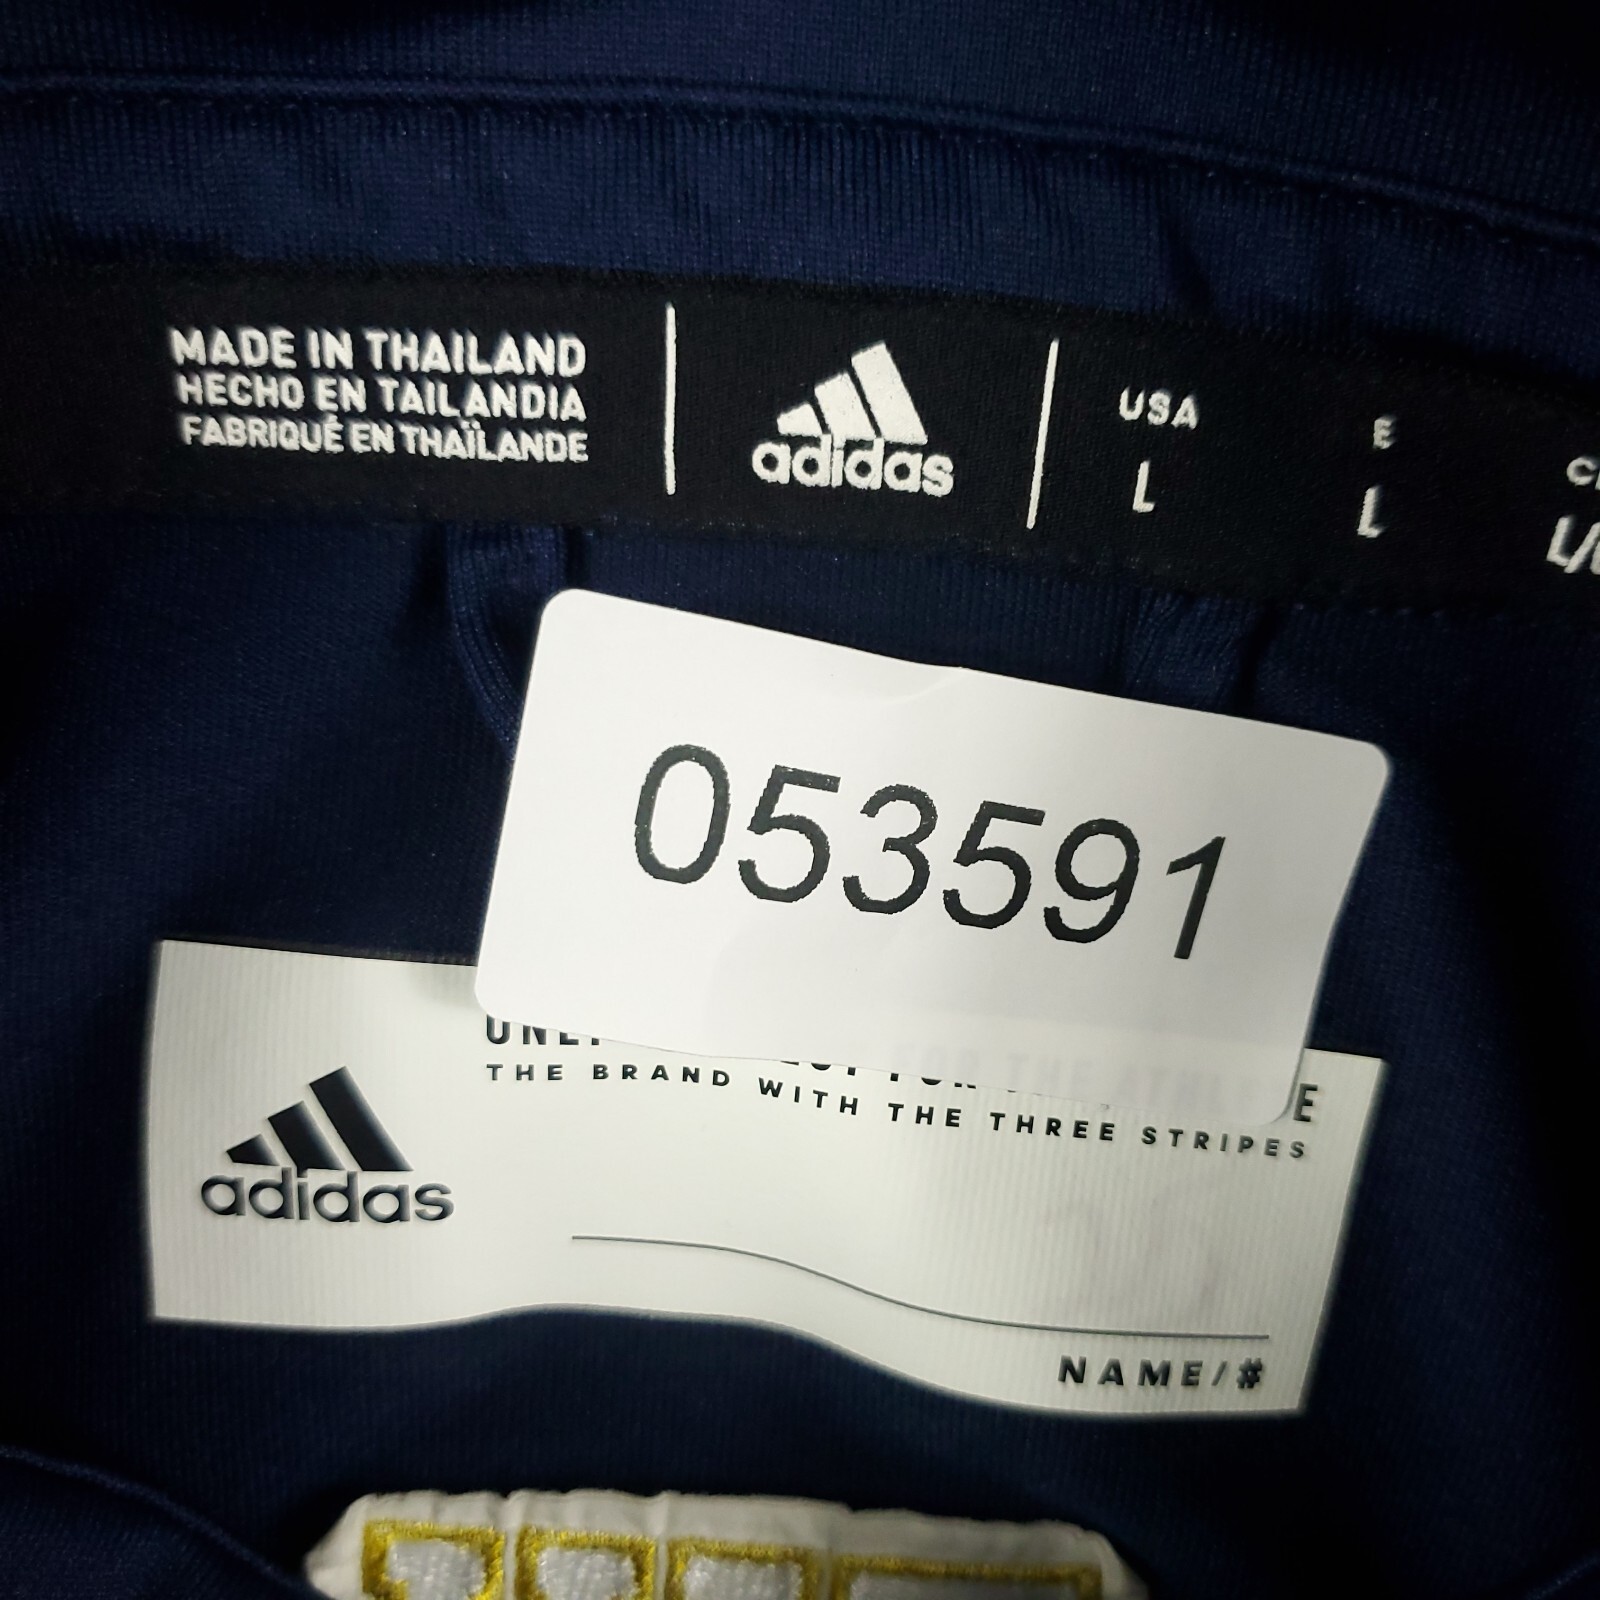 MADE IN THAILAND
HECHO EN TAILANDIA
FABRIQUÉ EN THAÏLANDE
adidas
USA E
L L L/
053591
THE BRAND WITH THE THREE STRIPES
adidas
NAME/#